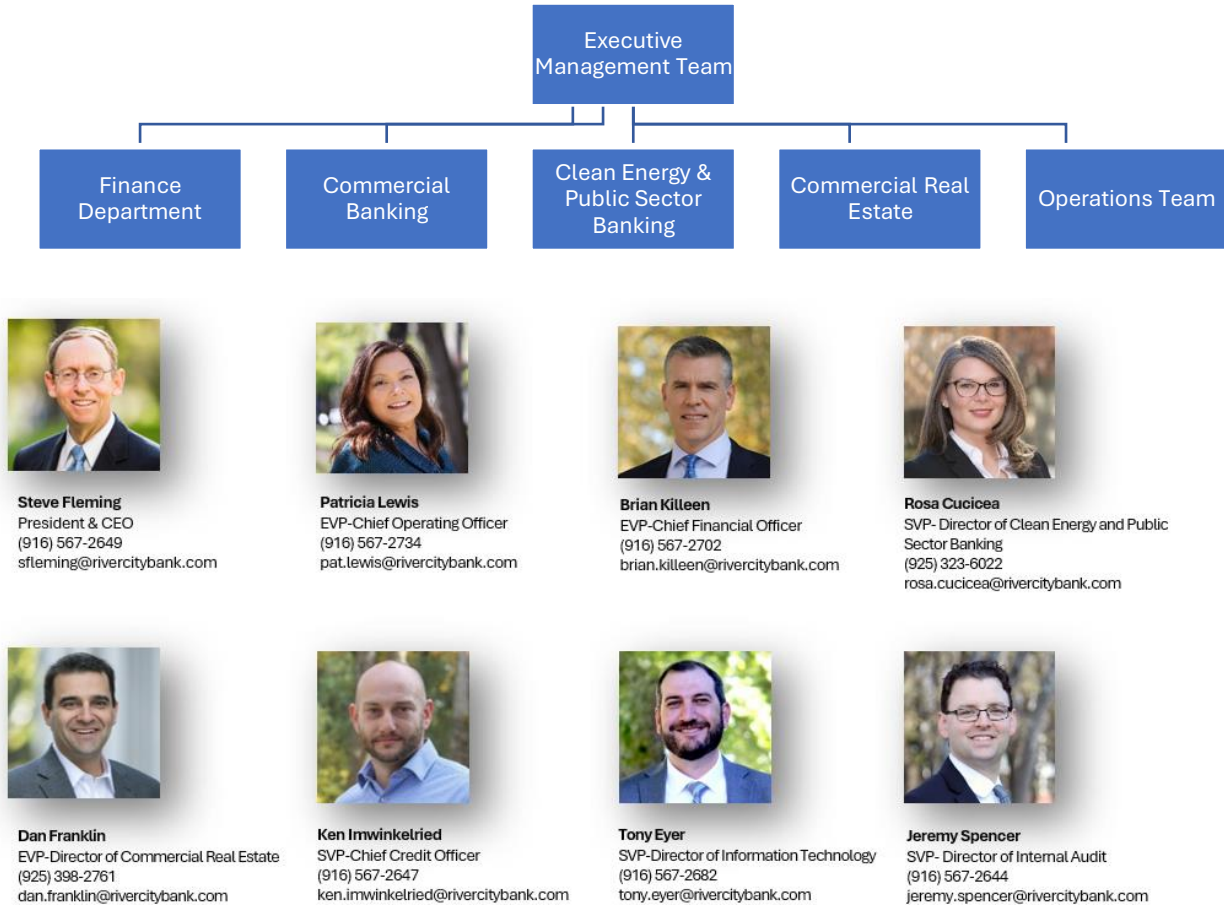 Executive
Management Team
Finance
Department
Commercial
Banking
Clean Energy &
Public Sector
Banking
Commercial Real
Estate
Operations Team
Steve Fleming
President & CEO
(916) 567-2649
sfleming@rivercitybank.com
Patricia Lewis
EVP-Chief Operating Officer
(916) 567-2734
pat.lewis@rivercitybank.com
Brian Killeen
EVP-Chief Financial Officer
(916) 567-2702
brian.killeen@rivercitybank.com
Rosa Cucicea
SVP- Director of Clean Energy and Public
Sector Banking
(925) 323-6022
rosa.cucicea@rivercitybank.com
Dan Franklin
EVP-Director of Commercial Real Estate
(925) 398-2761
dan.franklin@rivercitybank.com
Ken Imwinkelried
SVP-Chief Credit Officer
(916) 567-2647
ken.imwinkelried@rivercitybank.com
Tony Eyer
SVP-Director of Information Technology
(916) 567-2682
tony.eyer@rivercitybank.com
Jeremy Spencer
SVP- Director of Internal Audit
(916) 567-2644
jeremy.spencer@rivercitybank.com